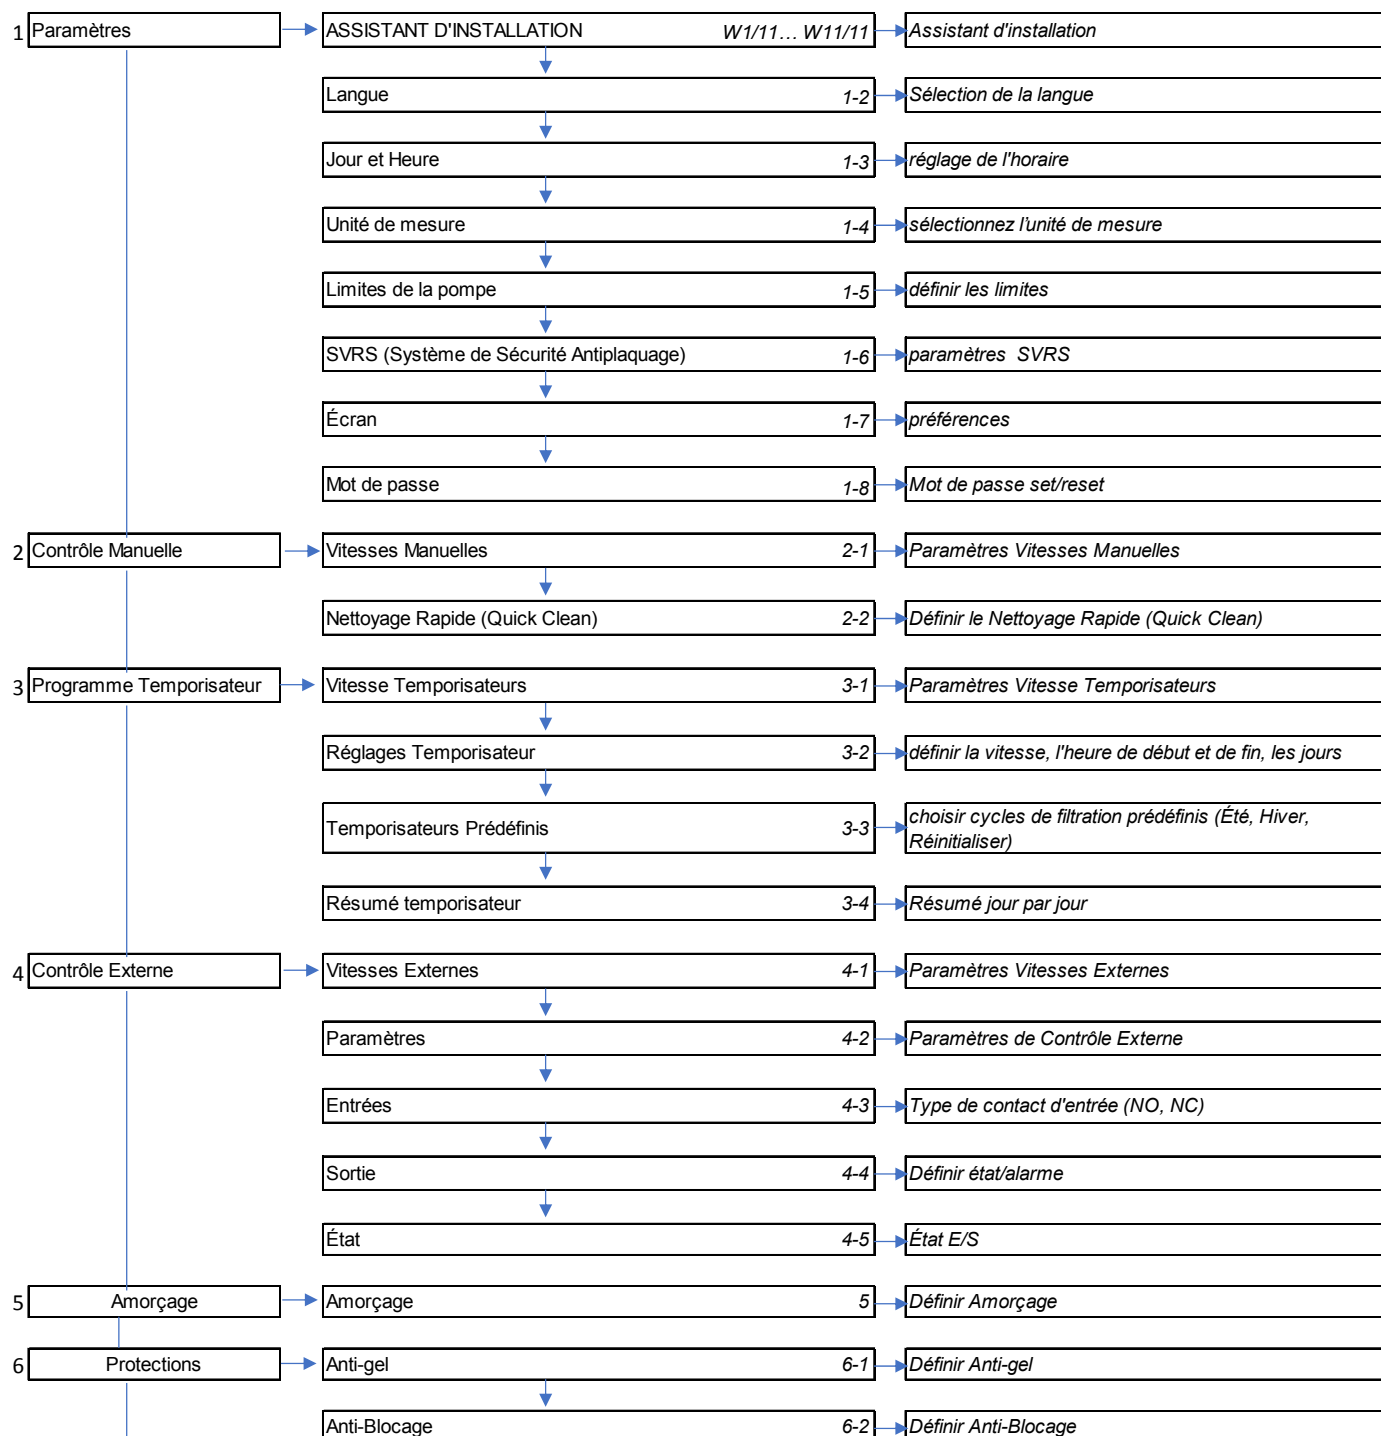 1 Paramètres ASSISTANT D'INSTALLATION W1/11… W11/11 Assistant d'installation
Langue 1-2 Sélection de la langue
Jour et Heure 1-3 réglage de l'horaire
Unité de mesure 1-4 sélectionnez l'unité de mesure
Limites de la pompe 1-5 définir les limites
SVRS (Système de Sécurité Antiplaquage) 1-6 paramètres SVRS
Écran 1-7 préférences
Mot de passe 1-8 Mot de passe set/reset
2 Contrôle Manuelle Vitesses Manuelles 2-1 Paramètres Vitesses Manuelles
Nettoyage Rapide (Quick Clean) 2-2 Définir le Nettoyage Rapide (Quick Clean)
3 Programme Temporisateur Vitesse Temporisateurs 3-1 Paramètres Vitesse Temporisateurs
Réglages Temporisateur 3-2 définir la vitesse, l'heure de début et de fin, les jours
Temporisateurs Prédéfinis 3-3 choisir cycles de filtration prédéfinis (Été, Hiver,
Réinitialiser)
Résumé temporisateur 3-4 Résumé jour par jour
4 Contrôle Externe Vitesses Externes 4-1 Paramètres Vitesses Externes
Paramètres 4-2 Paramètres de Contrôle Externe
Entrées 4-3 Type de contact d'entrée (NO, NC)
Sortie 4-4 Définir état/alarme
État 4-5 État E/S
5 Amorçage Amorçage 5 Définir Amorçage
6 Protections Anti-gel 6-1 Définir Anti-gel
Anti-Blocage 6-2 Définir Anti-Blocage